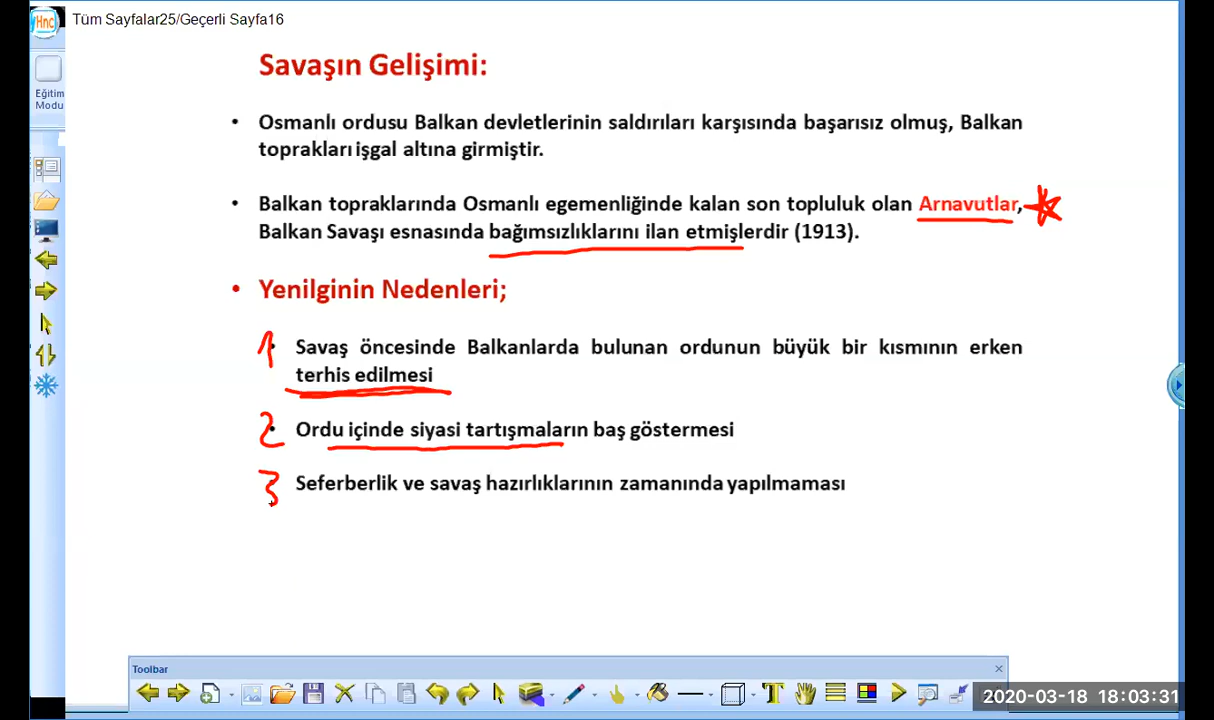 Tüm Sayfalar25/Geçerli Sayfa16
Hnc
Eğitim
Modu
Savaşın Gelişimi:
• Osmanlı ordusu Balkan devletlerinin saldırıları karşısında başarısız olmuş, Balkan
toprakları işgal altına girmiştir.
• Balkan topraklarında Osmanlı egemenliğinde kalan son topluluk olan Arnavutlar,
Balkan Savaşı esnasında bağımsızlıklarını ilan etmişlerdir (1913).
• Yenilginin Nedenleri;
1 • Savaş öncesinde Balkanlarda bulunan ordunun büyük bir kısmının erken
terhis edilmesi
2 • Ordu içinde siyasi tartışmaların baş göstermesi
3 Seferberlik ve savaş hazırlıklarının zamanında yapılmaması
Toolbar
2020-03-18 18:03:31